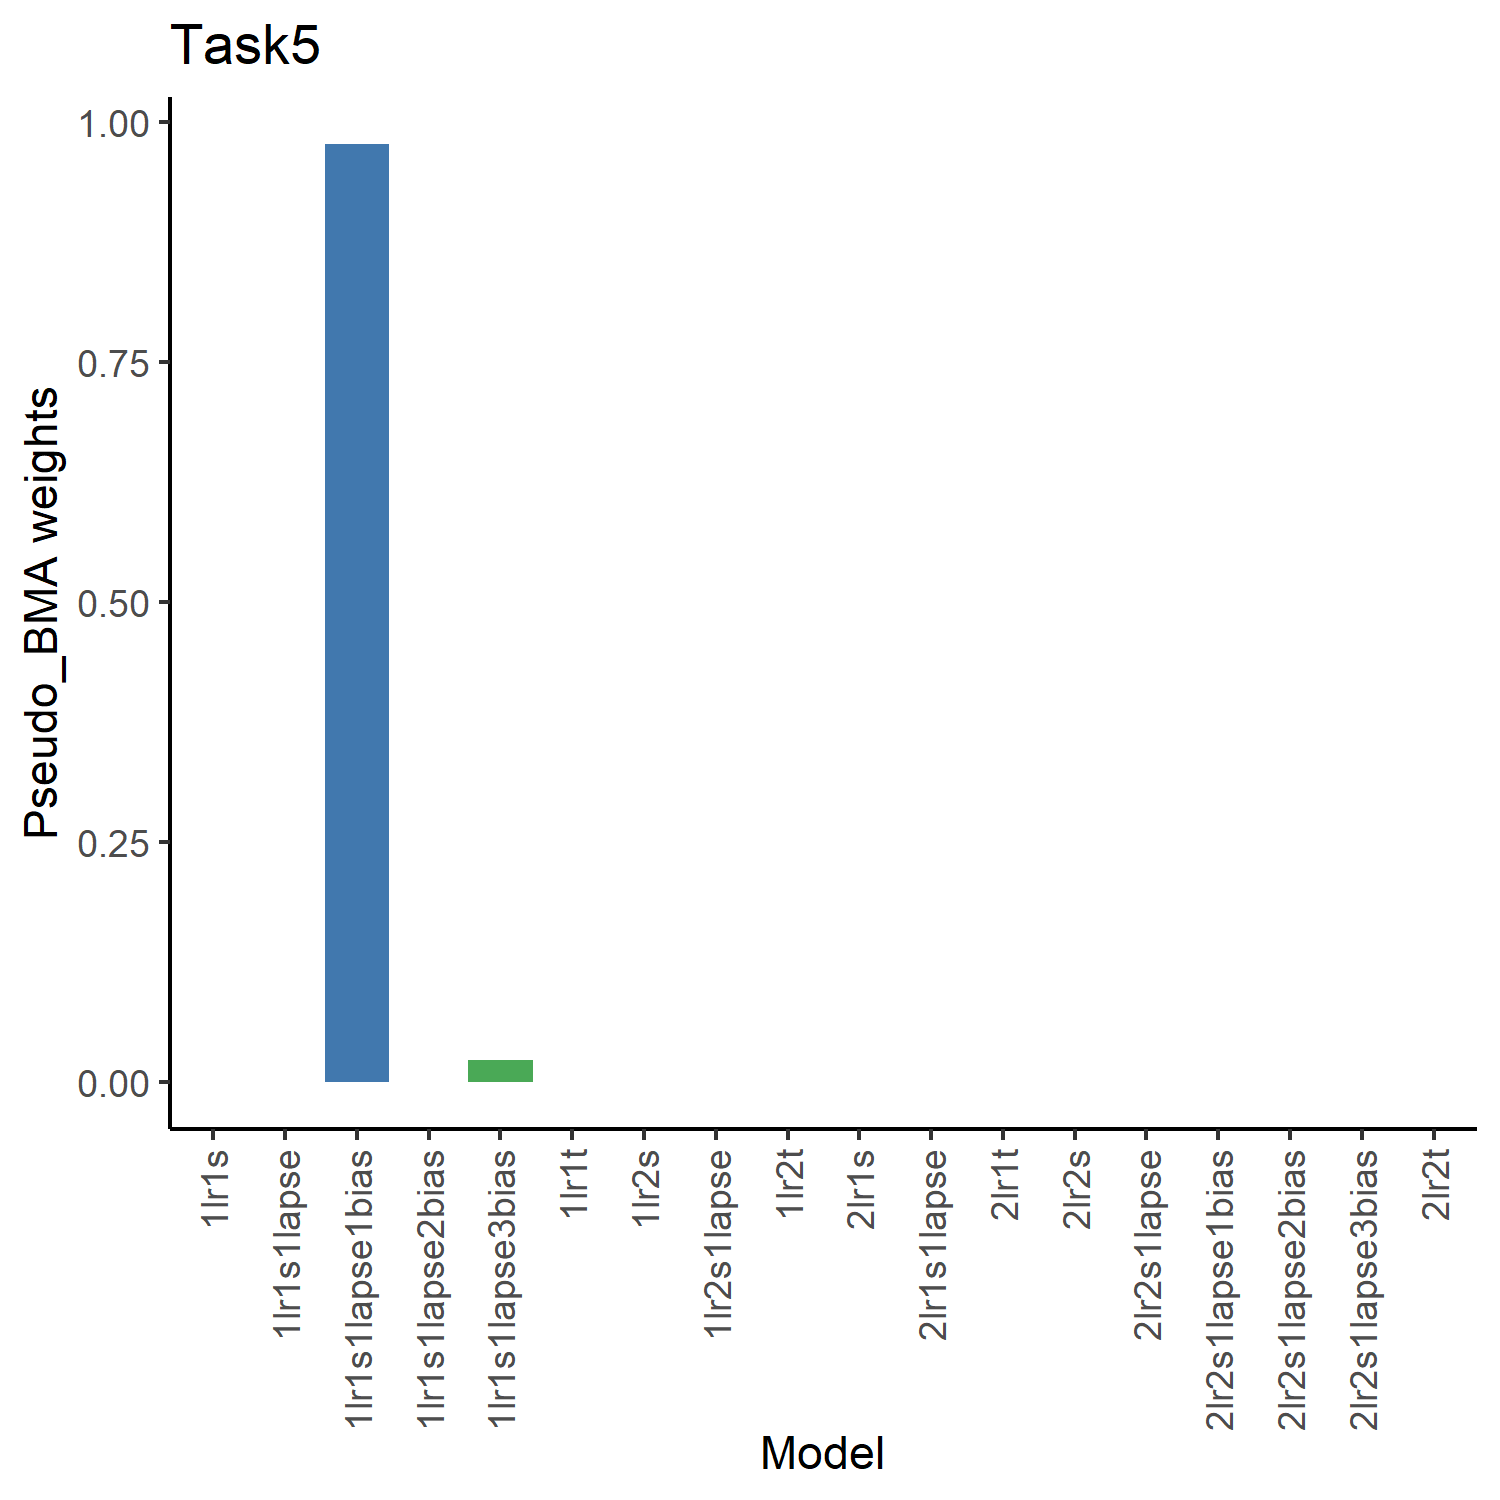 Task5
1.00
0.75
0.50
0.25
0.00
Pseudo_BMA weights
1lr1s
1lr1s1lapse
1lr1s1lapse1bias
1lr1s1lapse2bias
1lr1s1lapse3bias
1lr1t
1lr2s
1lr2s1lapse
1lr2t
2lr1s
2lr1s1lapse
2lr1t
2lr2s
2lr2s1lapse
2lr2s1lapse1bias
2lr2s1lapse2bias
2lr2s1lapse3bias
2lr2t
Model